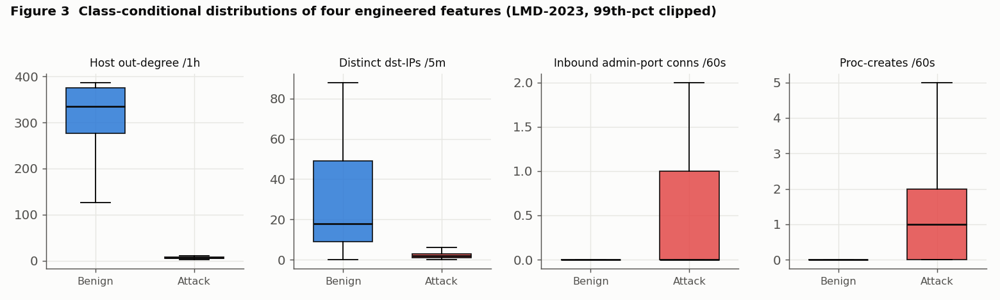 Figure 3  Class-conditional distributions of four engineered features (LMD-2023, 99th-pct clipped)
Host out-degree /1h
400
300
200
100
0
Benign
Attack
Distinct dst-IPs /5m
80
60
40
20
0
Benign
Attack
Inbound admin-port conns /60s
2.0
1.5
1.0
0.5
0.0
Benign
Attack
Proc-creates /60s
5
4
3
2
1
0
Benign
Attack